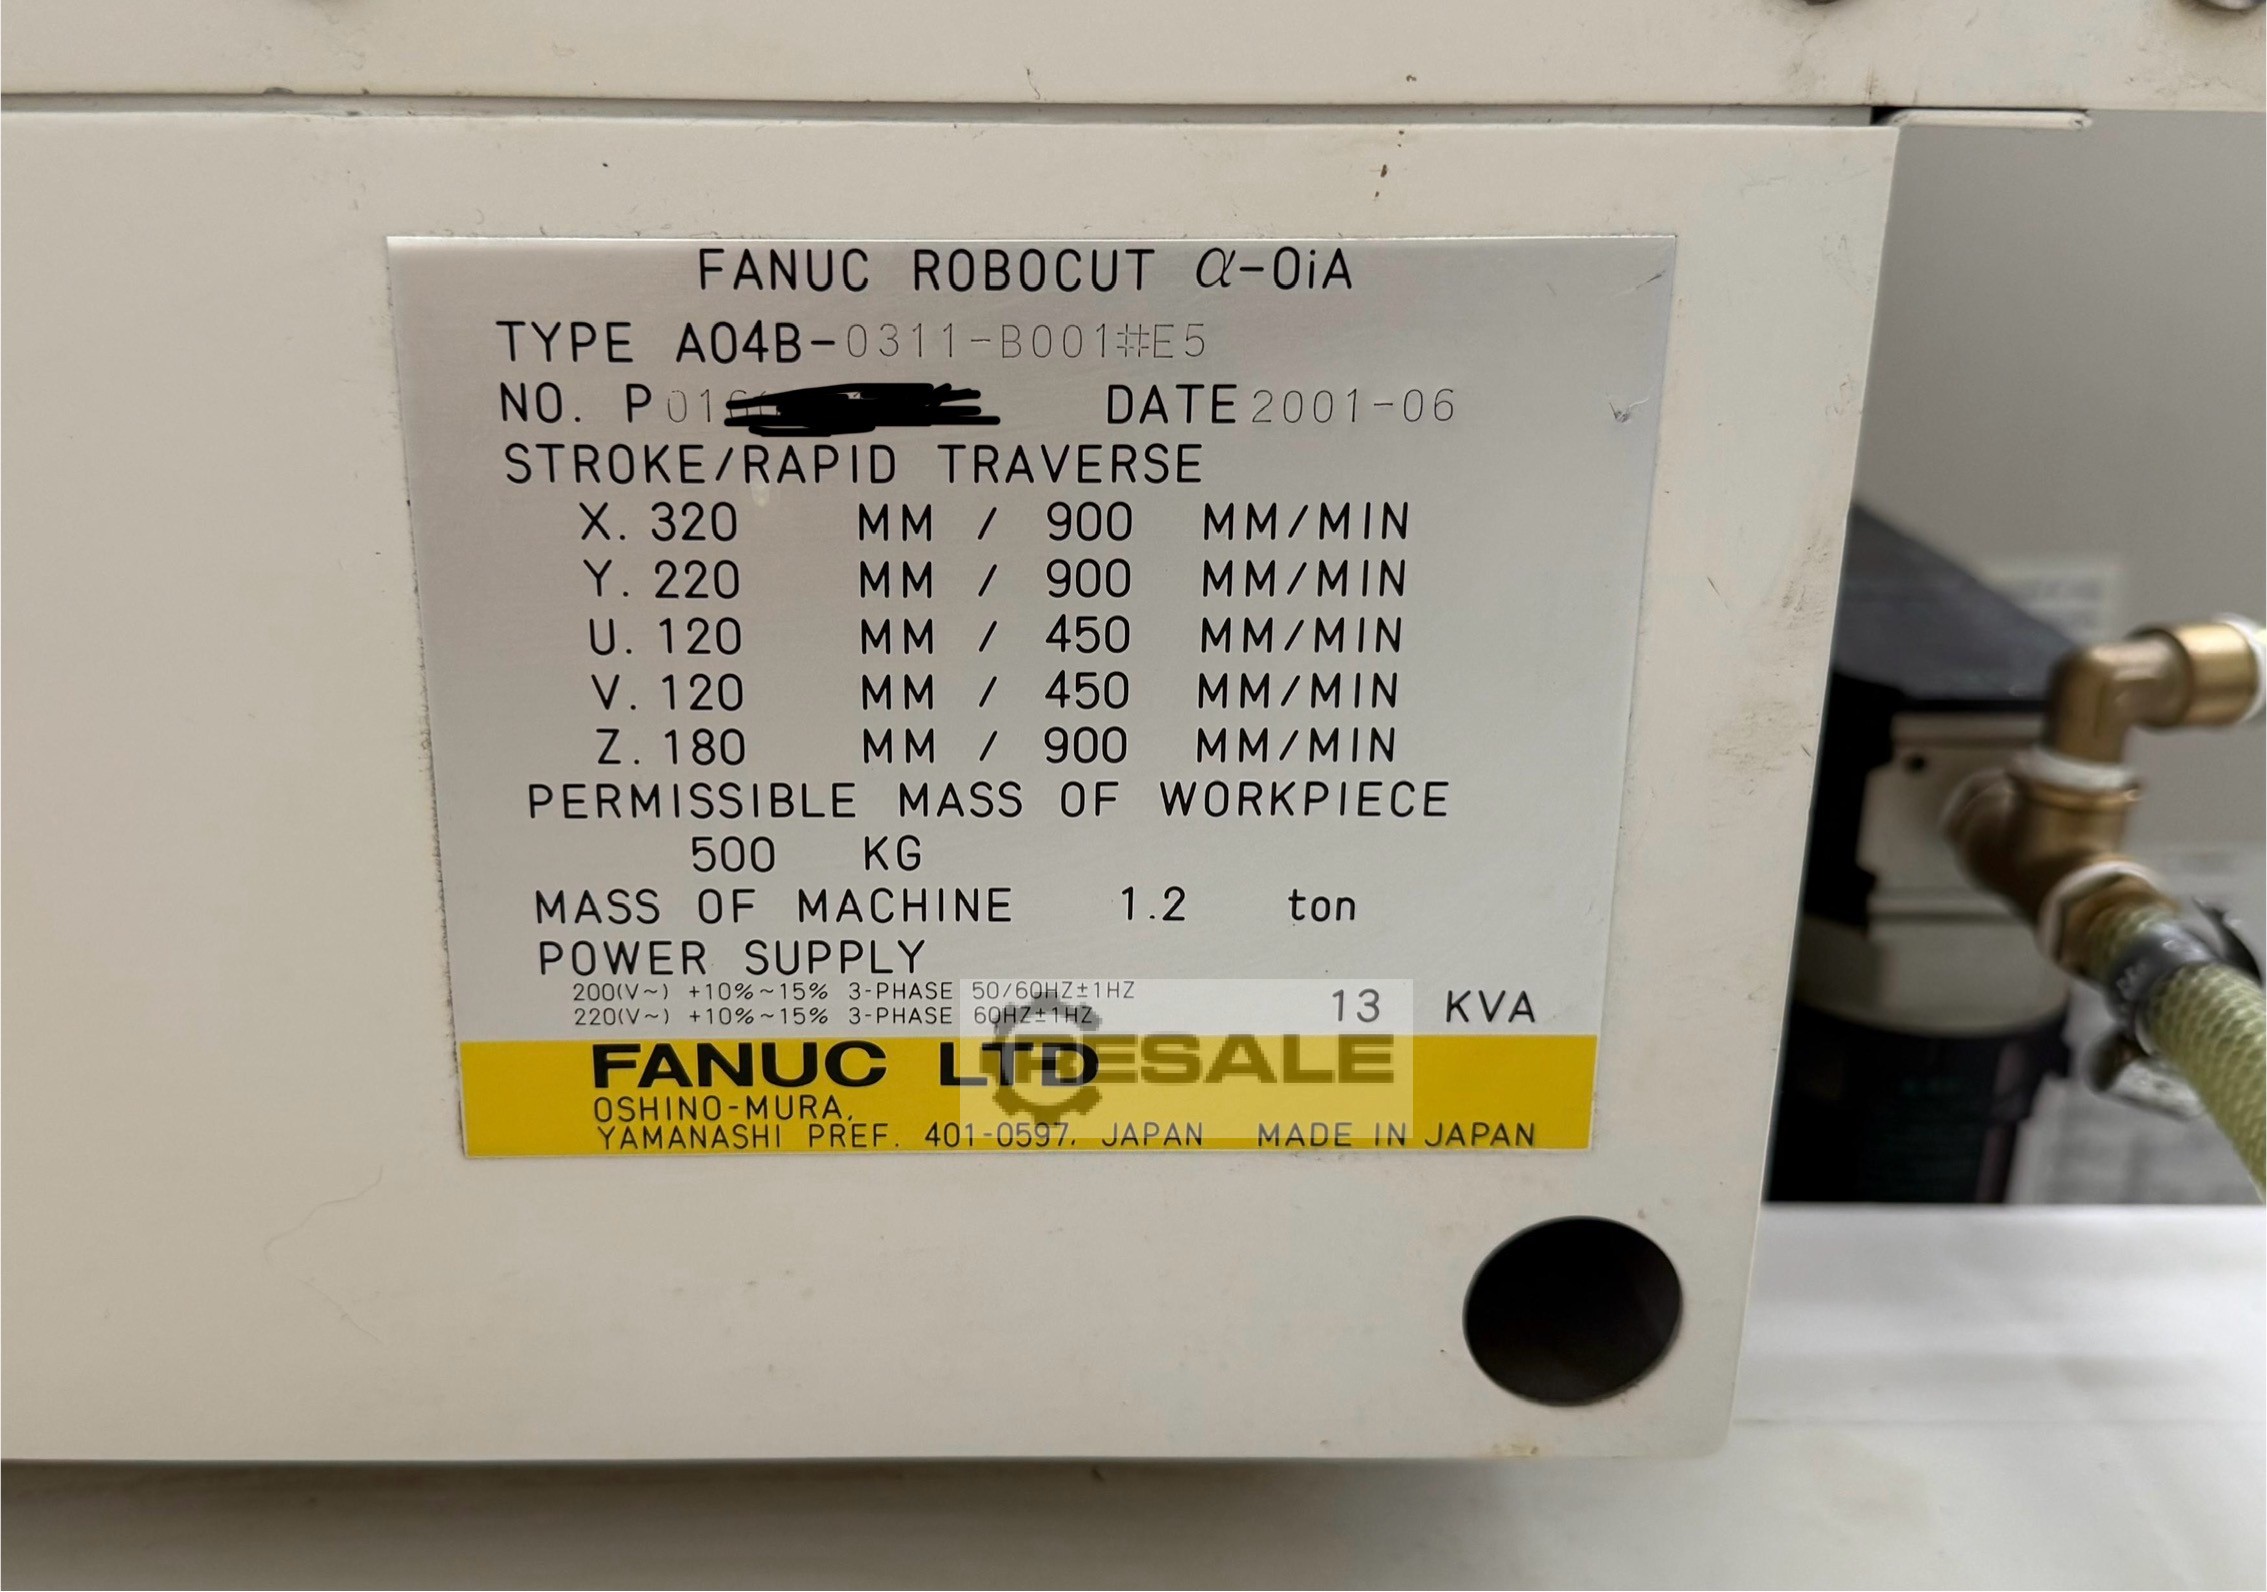 FANUC ROBOCUT α-0iA
TYPE A04B-0311-B001#E5
NO. P01 DATE 2001-06
STROKE/RAPID TRAVERSE
X. 320 MM / 900 MM/MIN
Y. 220 MM / 900 MM/MIN
U. 120 MM / 450 MM/MIN
V. 120 MM / 450 MM/MIN
Z. 180 MM / 900 MM/MIN
PERMISSIBLE MASS OF WORKPIECE
500 KG
MASS OF MACHINE 1.2 ton
POWER SUPPLY
200(V~) +10%~15% 3-PHASE 50/60HZ±1HZ
220(V~) +10%~15% 3-PHASE 60HZ±1HZ
13 KVA
FANUC LTD
RESALE
OSHINO-MURA,
YAMANASHI PREF. 401-0597, JAPAN MADE IN JAPAN